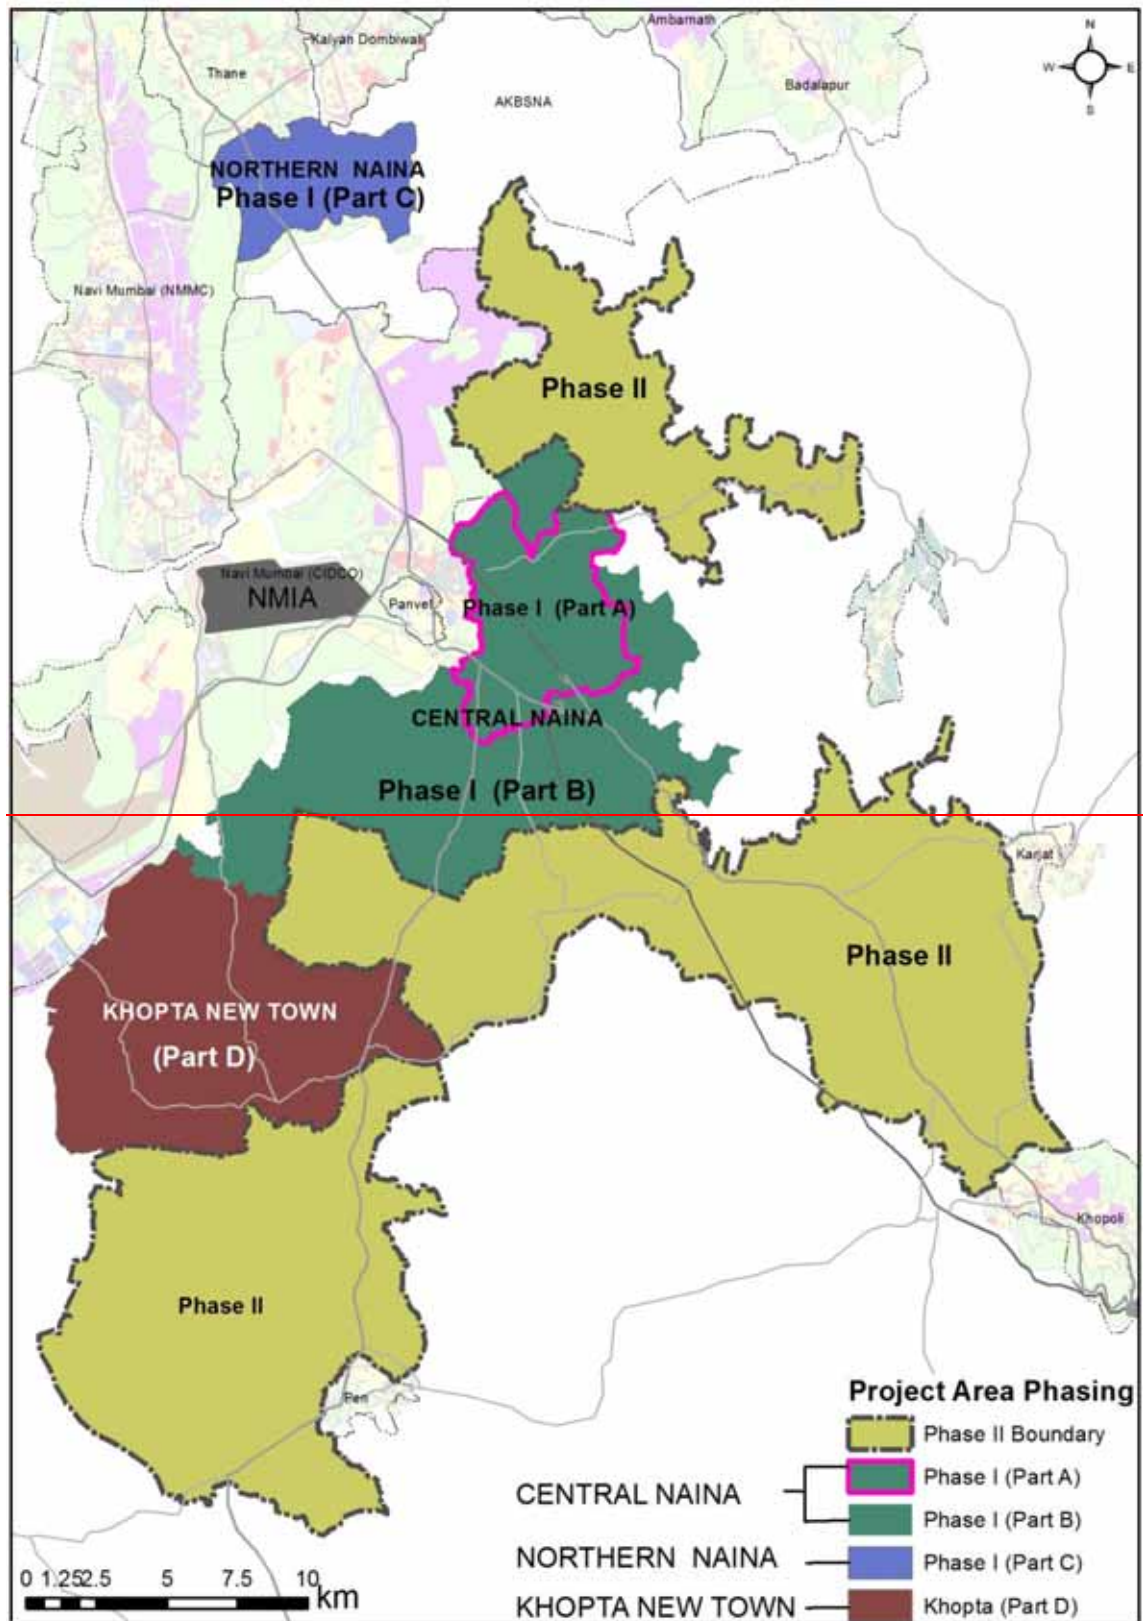 Ambarnath
N
Kalyan Dombiwali
Thane
W
E
Badalapur
AKBSNA
S
NORTHERN NAINA
Phase I (Part C)
Navi Mumbai (NMMC)
Phase II
Navi Mumbai (CIDCO)
NMIA
Panvel
Phase I (Part A)
CENTRAL NAINA
Phase I (Part B)
Karjat
Phase II
KHOPTA NEW TOWN
(Part D)
Khopoli
Phase II
Pen
Project Area Phasing
Phase II Boundary
CENTRAL NAINA
Phase I (Part A)
Phase I (Part B)
NORTHERN NAINA
Phase I (Part C)
KHOPTA NEW TOWN
Khopta (Part D)
0 1.25 2.5 5 7.5 10 km